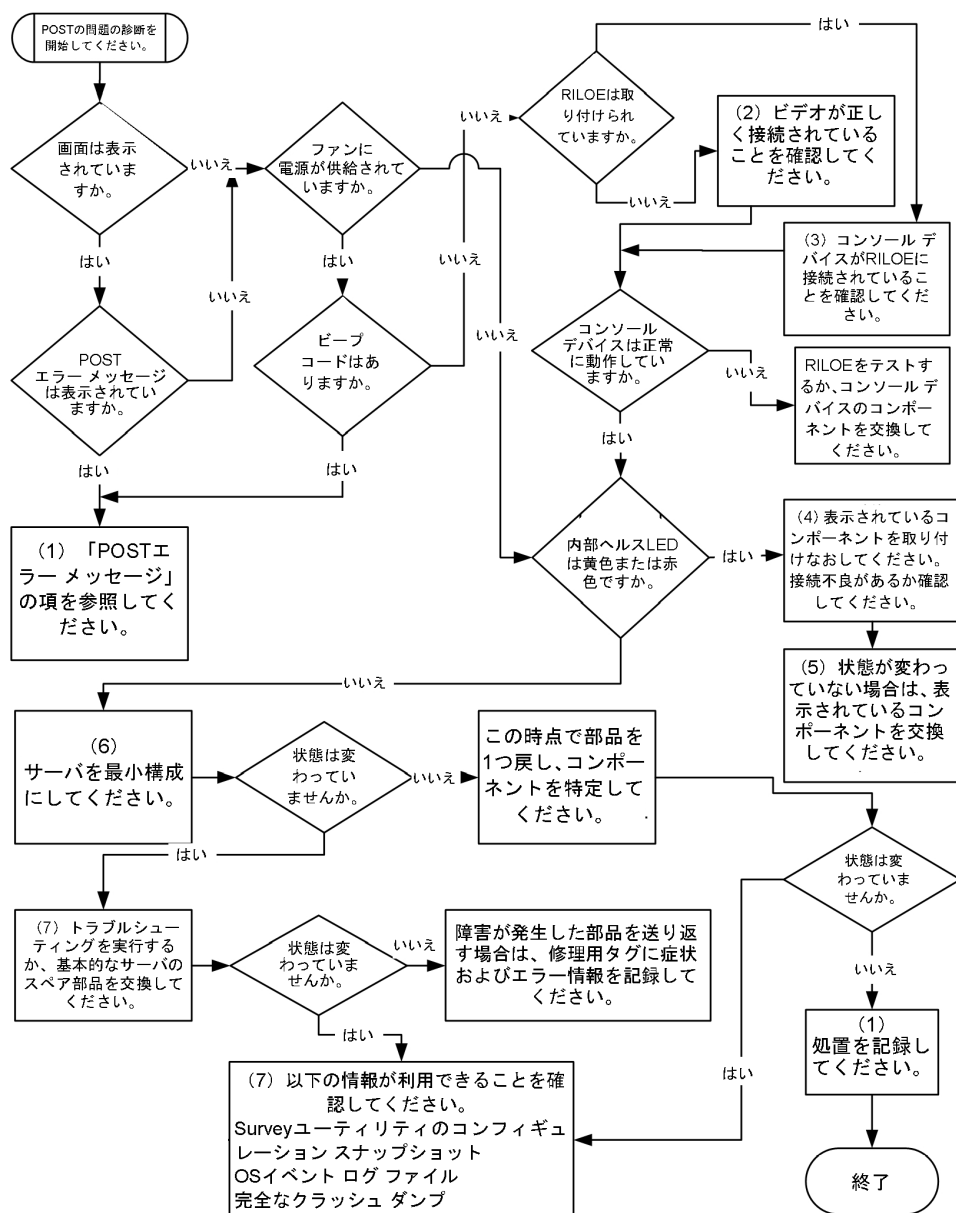 POSTの問題の診断を
開始してください。
画面は表示
されていま
すか。
いいえ
はい
POST
エラー メッセージ
は表示されてい
ますか。
いいえ
はい
(1) 「POSTエ
ラー メッセージ」
の項を参照してく
ださい。
ファンに
電源が供給されて
いますか。
いいえ
はい
ビープ
コードはあ
りますか。
いいえ
はい
RILOEは取
り付けられ
ていますか。
はい
いいえ
(2) ビデオが正し
く接続されている
ことを確認してく
ださい。
(3) コンソール デ
バイスがRILOEに
接続されているこ
とを確認してくだ
さい。
コンソール
デバイスは正常
に動作してい
ますか。
いいえ
はい
RILOEをテストす
るか、コンソール デ
バイスのコンポー
ネントを交換して
ください。
内部ヘルスLED
は黄色または赤
色ですか。
はい
いいえ
(4) 表示されているコ
ンポーネントを取り付
けなおしてください。
接続不良があるか確認
してください。
(5) 状態が変わっ
ていない場合は、表
示されているコン
ポーネントを交換
してください。
(6)
サーバを最小構成
にしてください。
状態は変
わってい
ませんか。
いいえ
はい
この時点で部品を
1つ戻し、コンポー
ネントを特定して
ください。
状態は変
わっていま
せんか。
いいえ
はい
(7) トラブルシュー
ティングを実行する
か、基本的なサーバの
スペア部品を交換して
ください。
状態は変
わっていま
せんか。
いいえ
はい
障害が発生した部品を送り返
す場合は、修理用タグに症状
およびエラー情報を記録して
ください。
(1)
処置を記録し
てください。
終了
(7) 以下の情報が利用できることを確
認してください。
Surveyユーティリティのコンフィギュ
レーション スナップショット
OSイベント ログ ファイル
完全なクラッシュ ダンプ